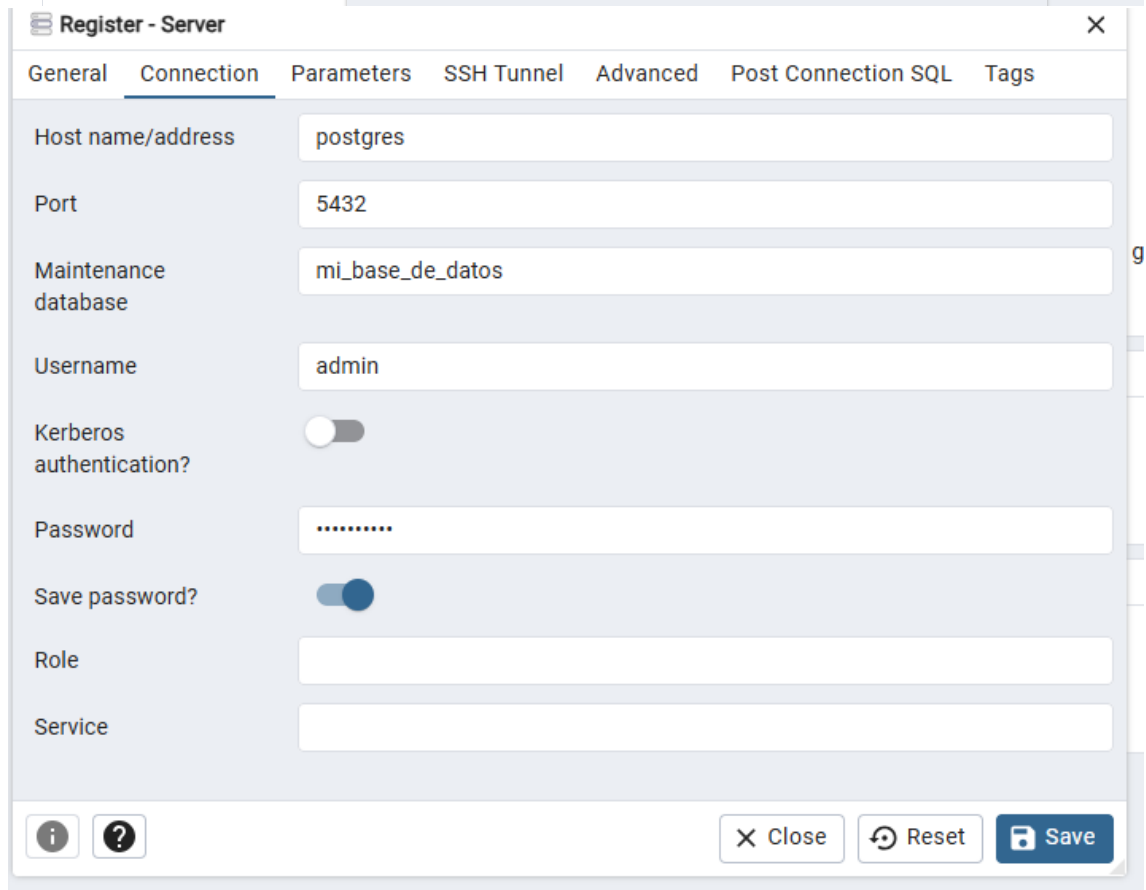 Register - Server
General Connection Parameters SSH Tunnel Advanced Post Connection SQL Tags
Host name/address postgres
Port 5432
Maintenance
database mi_base_de_datos
Username admin
Kerberos
authentication?
Password ••••••••••
Save password?
Role
Service
Close Reset Save